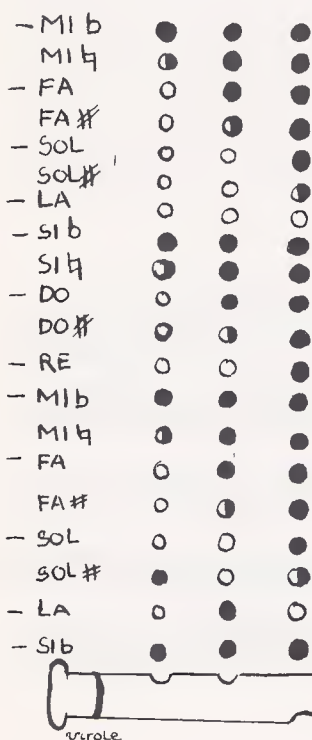 – MI b
MI ♮
– FA
FA #
– SOL
SOL #
– LA
– SI b
SI ♮
– DO
DO #
– RE
– MI b
MI ♮
– FA
FA #
– SOL
SOL #
– LA
– SI b
virole